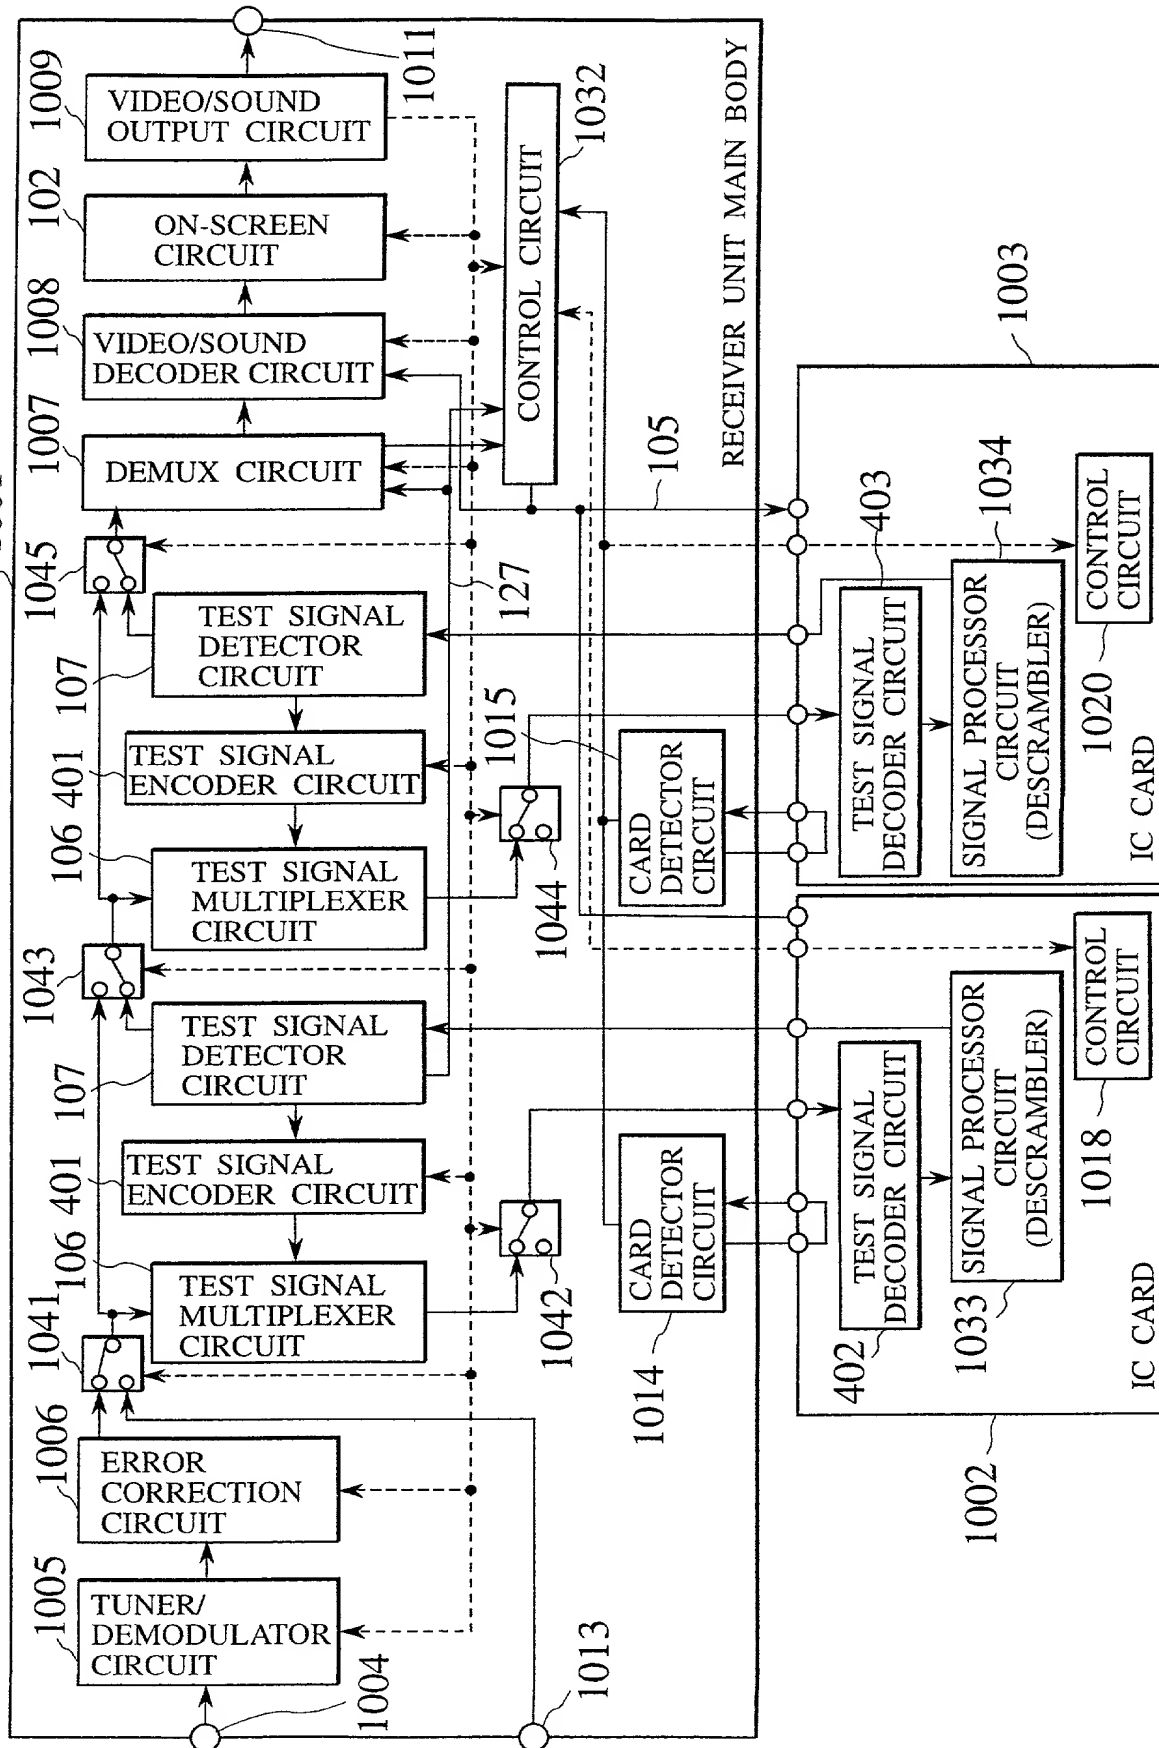 1011
1009
VIDEO/SOUND
OUTPUT CIRCUIT
102
ON-SCREEN
CIRCUIT
1008
VIDEO/SOUND
DECODER CIRCUIT
1007
DEMUX CIRCUIT
1032
CONTROL CIRCUIT
RECEIVER UNIT MAIN BODY
1045
105
127
TEST SIGNAL
DETECTOR
CIRCUIT
107
401
TEST SIGNAL
ENCODER CIRCUIT
106
TEST SIGNAL
MULTIPLEXER
CIRCUIT
1015
1044
CARD
DETECTOR
CIRCUIT
1043
TEST SIGNAL
DETECTOR
CIRCUIT
107
401
TEST SIGNAL
ENCODER CIRCUIT
106
TEST SIGNAL
MULTIPLEXER
CIRCUIT
1042
CARD
DETECTOR
CIRCUIT
1014
1041
1006
ERROR
CORRECTION
CIRCUIT
1005
TUNER/
DEMODULATOR
CIRCUIT
1004
1013
1003
403
TEST SIGNAL
DECODER CIRCUIT
1034
SIGNAL PROCESSOR
CIRCUIT
(DESCRAMBLER)
CONTROL
CIRCUIT
1020
IC CARD
402
TEST SIGNAL
DECODER CIRCUIT
1033
SIGNAL PROCESSOR
CIRCUIT
(DESCRAMBLER)
CONTROL
CIRCUIT
1018
IC CARD
1002